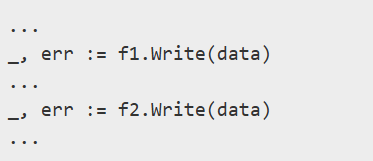 ...
_, err := f1.Write(data)
...
_, err := f2.Write(data)
...